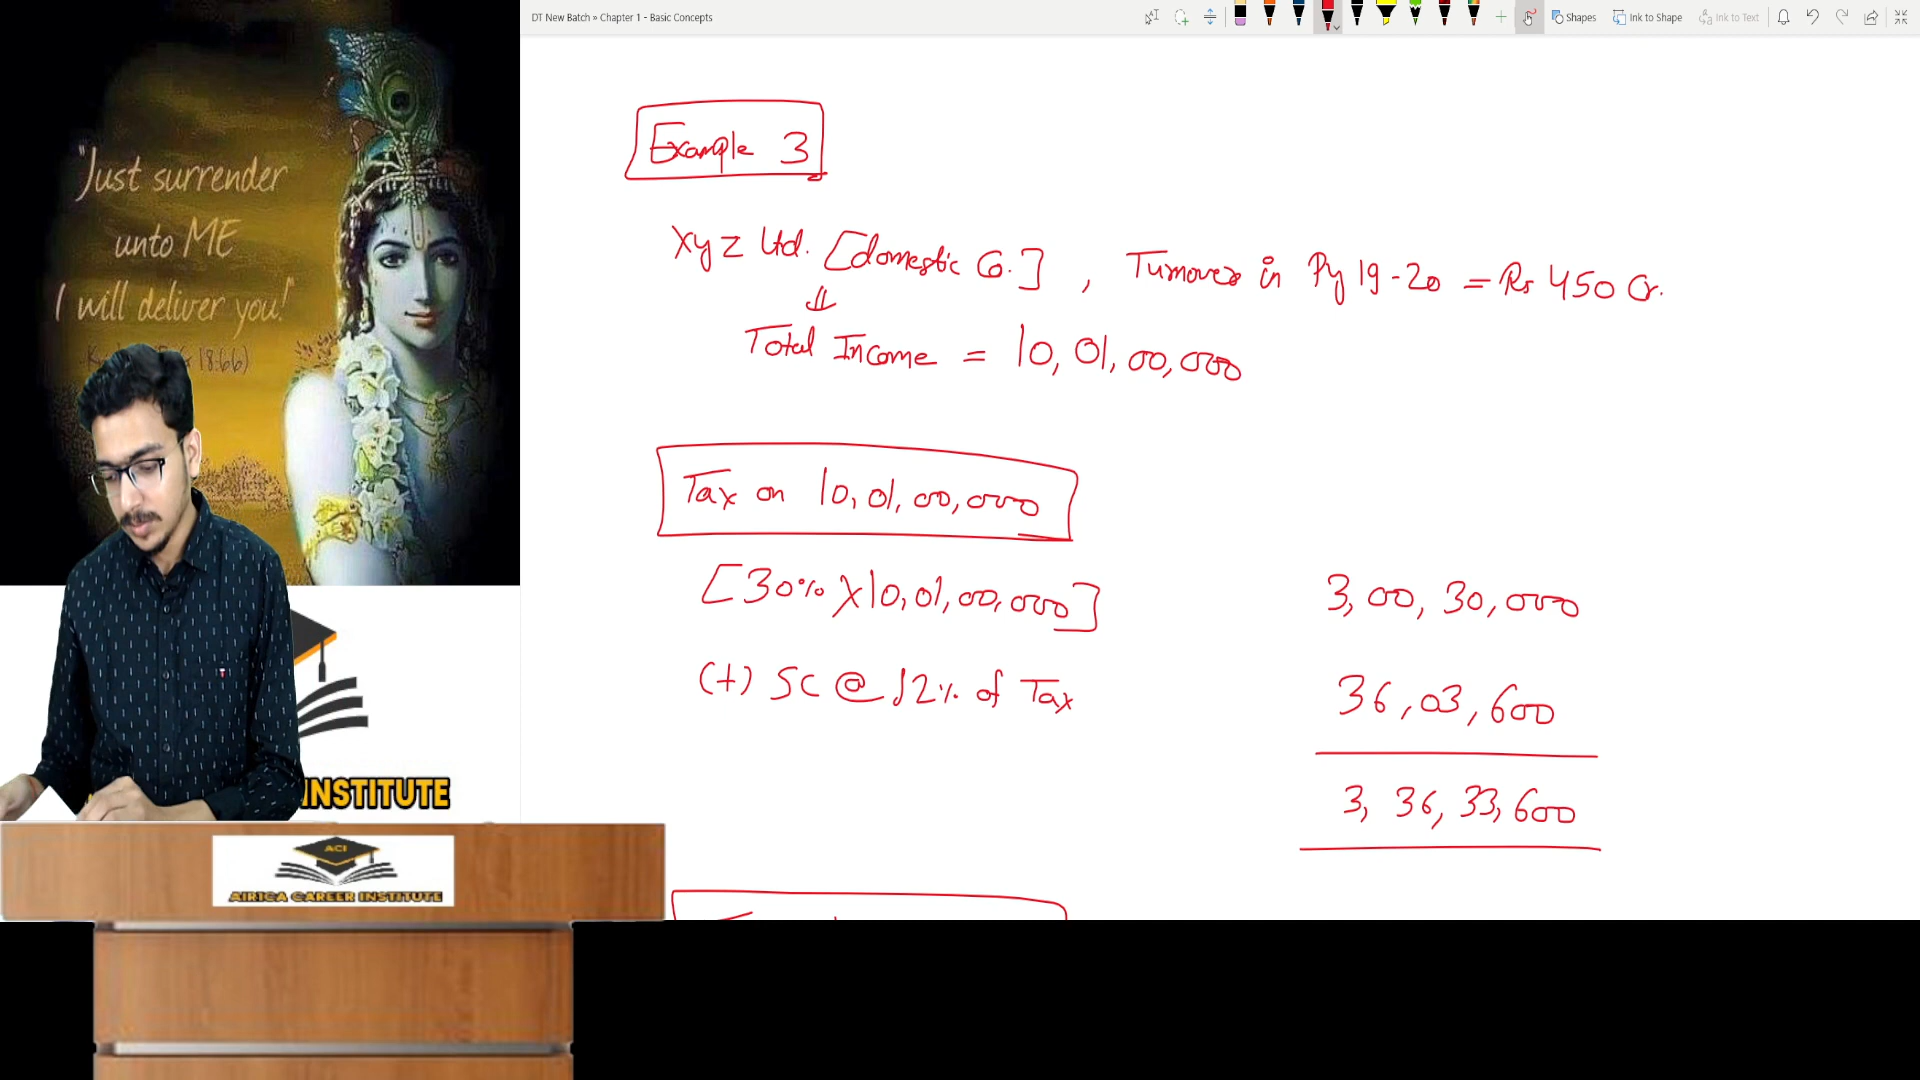 DT New Batch » Chapter 1 - Basic Concepts
Shapes
Ink to Shape
Ink to Text
"Just surrender
unto ME
I will deliver you!"
18:66)
INSTITUTE
ACI
AIRICA CAREER INSTITUTE
Example 3
XYZ Ltd. [domestic Co.] , Turnover in Py 19-20 = Rs 450 Cr.
⇓
Total Income = 10,01,00,000
Tax on 10,01,00,000
[30% X 10,01,00,000] 3,00,30,000
(+) SC @ 12% of Tax 36,03,600
3,36,33,600